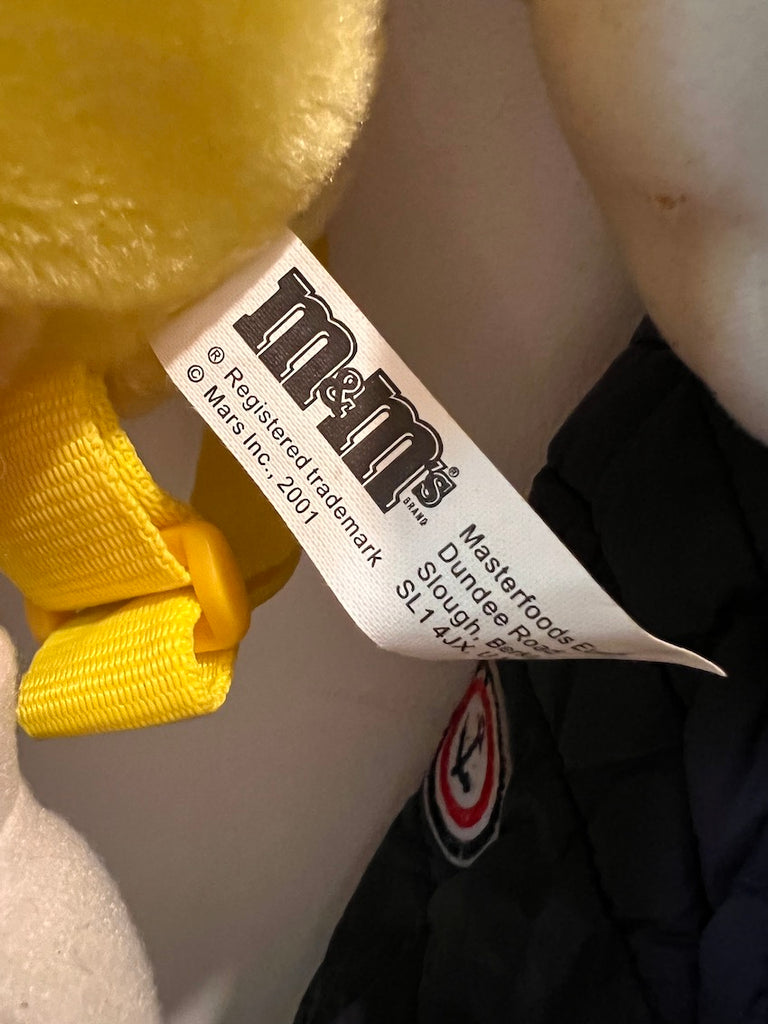 m&m's®
BRAND
® Registered trademark
© Mars Inc., 2001
Masterfoods
Dundee Road
Slough,
SL1 4JX